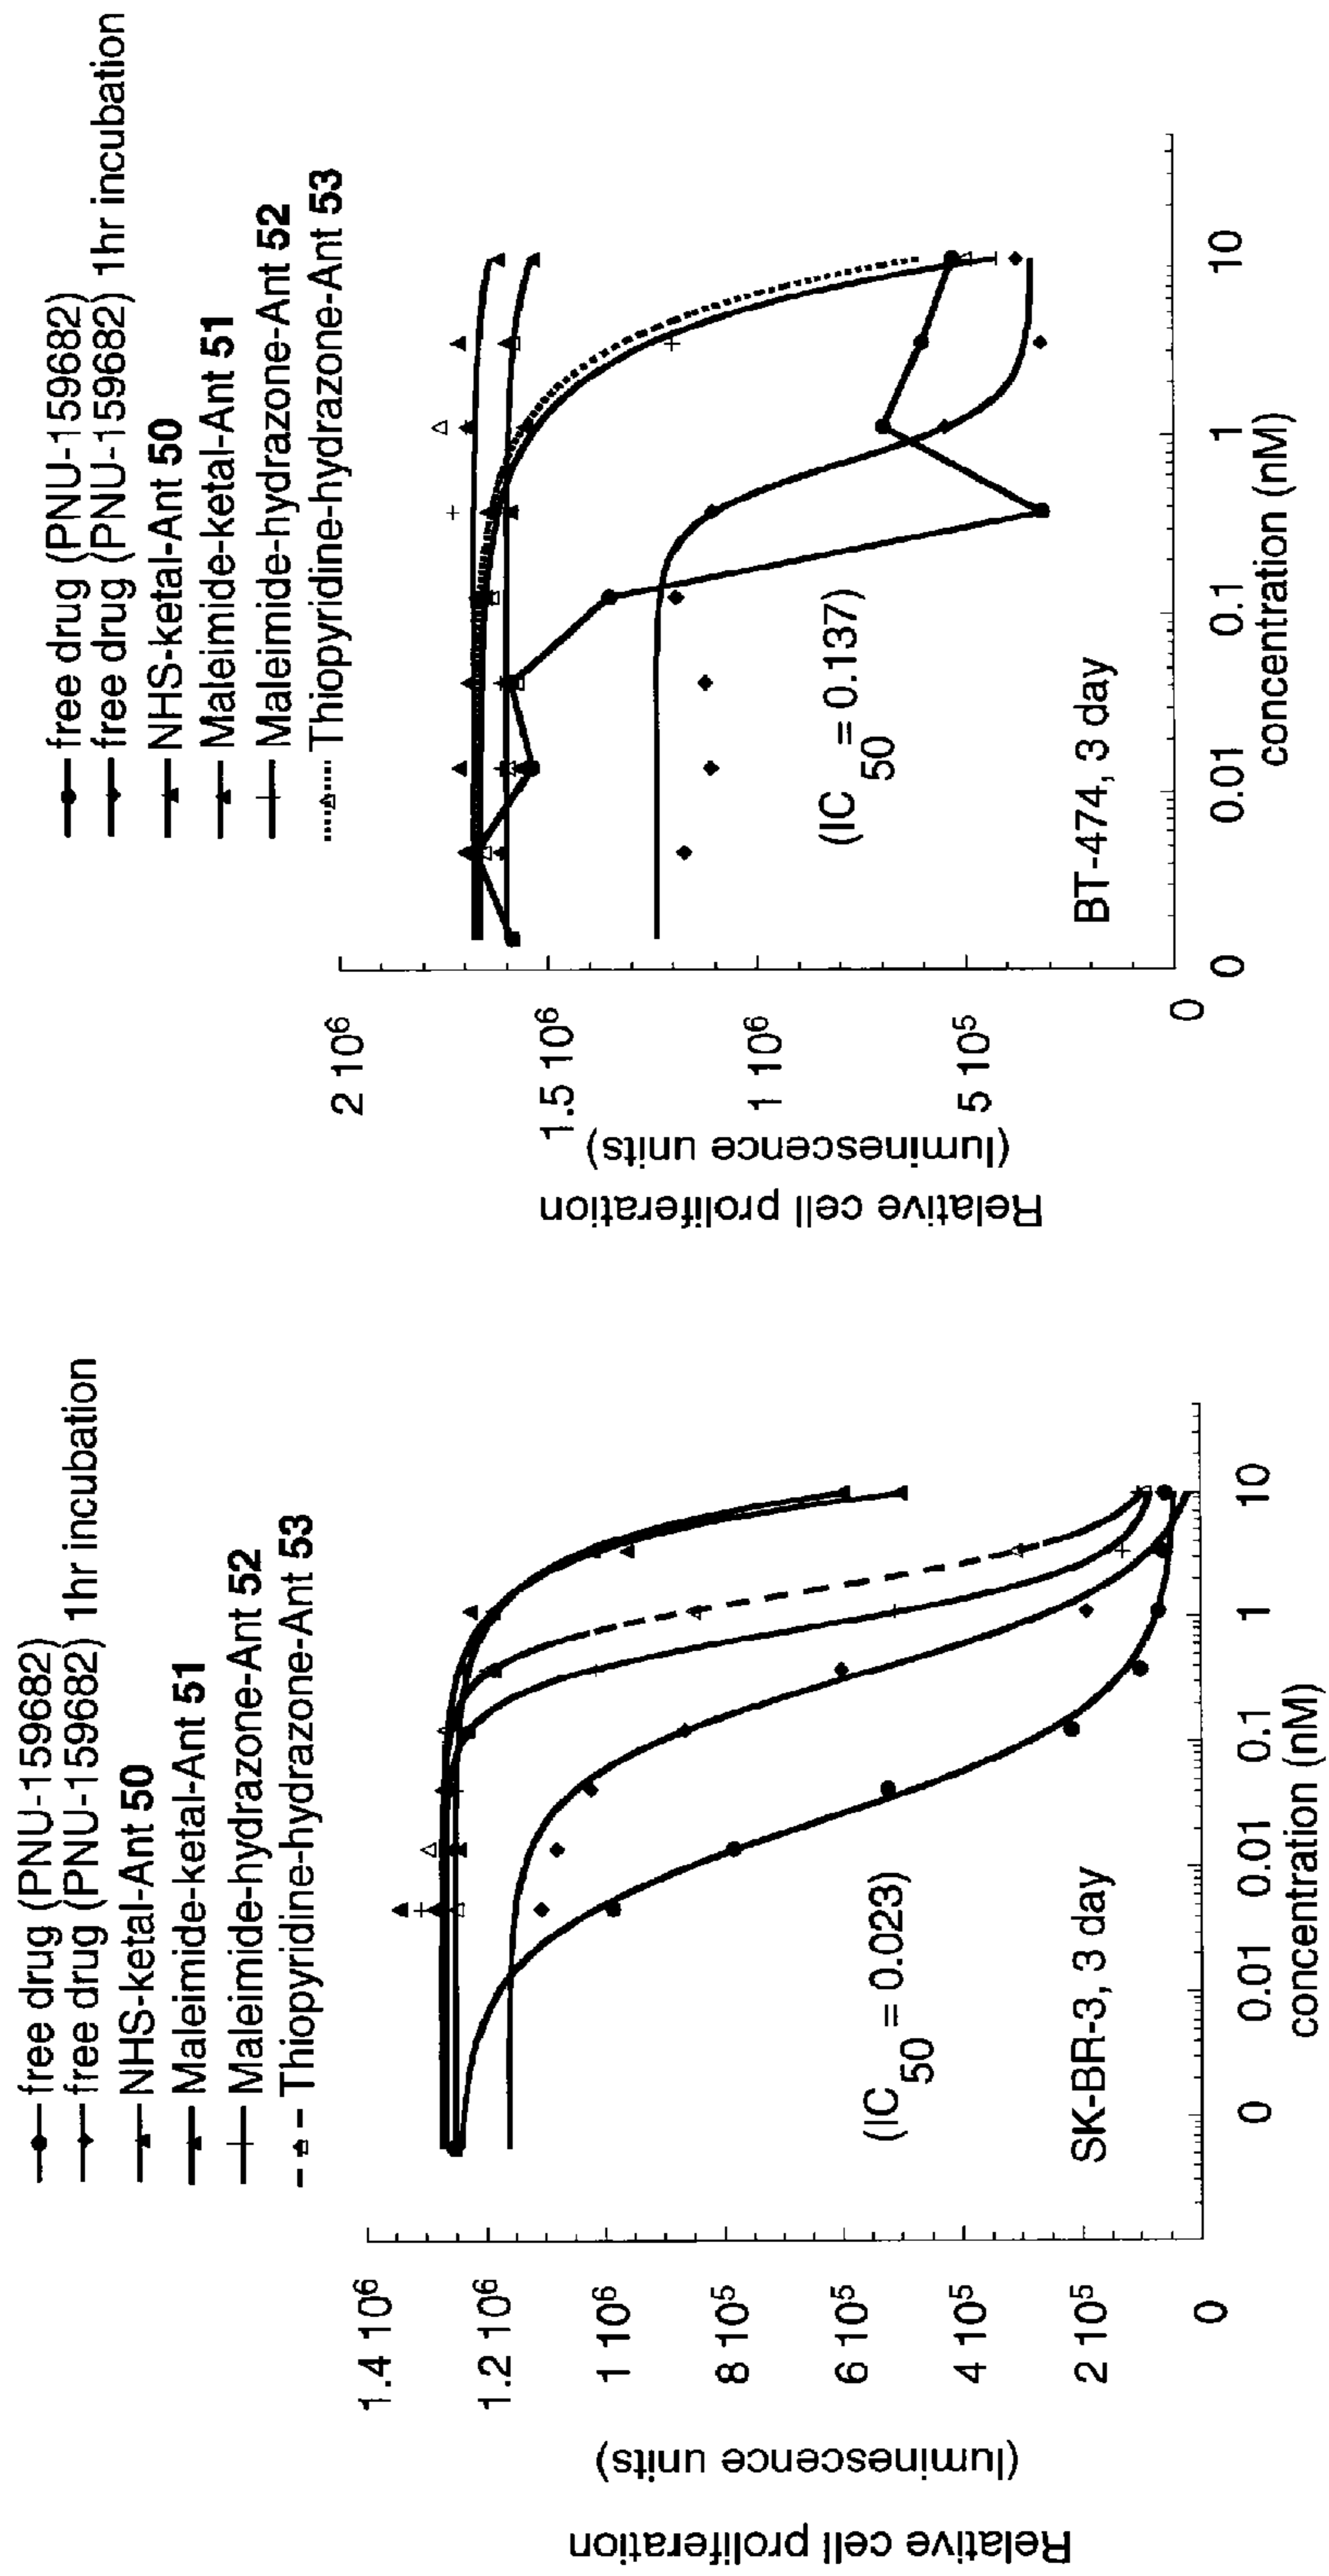 free drug (PNU-159682)
free drug (PNU-159682) 1hr incubation
NHS-ketal-Ant 50
Maleimide-ketal-Ant 51
Maleimide-hydrazone-Ant 52
Thiopyridine-hydrazone-Ant 53
Relative cell proliferation
(luminescence units)
1.4 10⁶
1.2 10⁶
1 10⁶
8 10⁵
6 10⁵
4 10⁵
2 10⁵
0
(IC50 = 0.023)
SK-BR-3, 3 day
0 0.01 0.01 0.1 1 10
concentration (nM)
free drug (PNU-159682)
free drug (PNU-159682) 1hr incubation
NHS-ketal-Ant 50
Maleimide-ketal-Ant 51
Maleimide-hydrazone-Ant 52
Thiopyridine-hydrazone-Ant 53
Relative cell proliferation
(luminescence units)
2 10⁶
1.5 10⁶
1 10⁶
5 10⁵
0
(IC50 = 0.137)
BT-474, 3 day
0 0.01 0.1 1 10
concentration (nM)